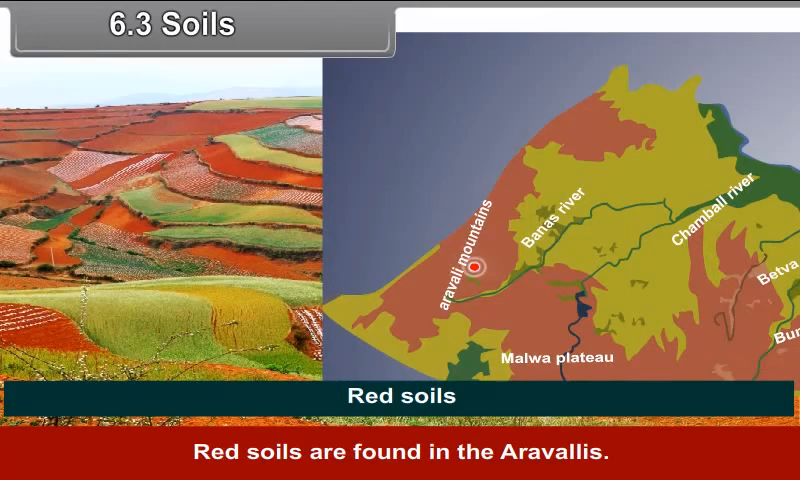 6.3 Soils
aravali mountains
Banas river
Chamball river
Betva
Bur
Malwa plateau
Red soils
Red soils are found in the Aravallis.